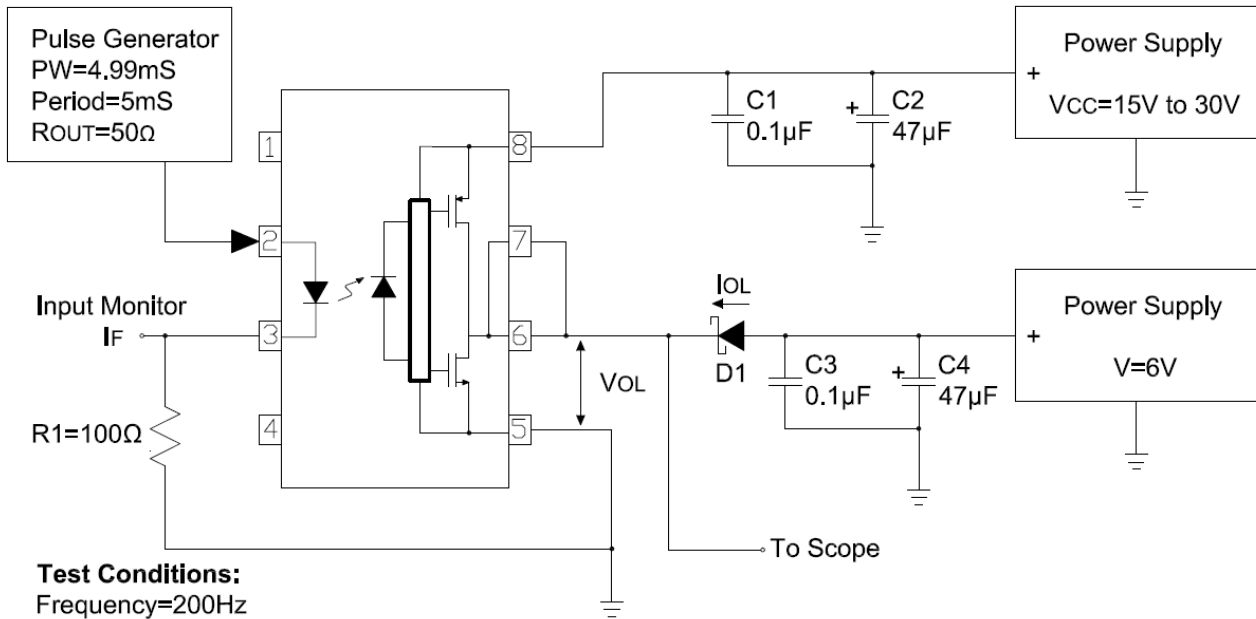 Pulse Generator
PW=4.99mS
Period=5mS
ROUT=50Ω
Power Supply
+
VCC=15V to 30V
C1
0.1µF
+
C2
47µF
1
8
2
7
Input Monitor
IF
3
6
VOL
IOL
D1
C3
0.1µF
+
C4
47µF
Power Supply
+
V=6V
R1=100Ω
4
5
To Scope
Test Conditions:
Frequency=200Hz